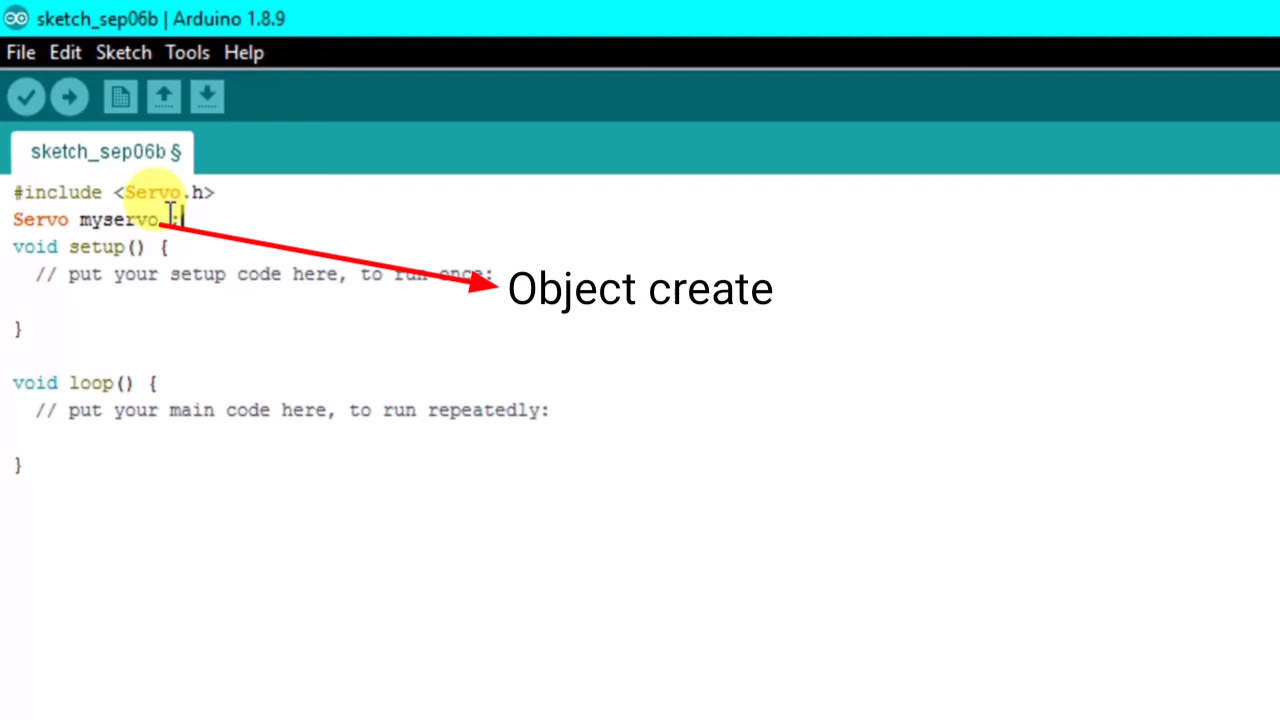 sketch_sep06b | Arduino 1.8.9
File Edit Sketch Tools Help
sketch_sep06b §
#include <Servo.h>
Servo myservo ;
void setup() {
// put your setup code here, to run once:
Object create
}
void loop() {
// put your main code here, to run repeatedly:
}